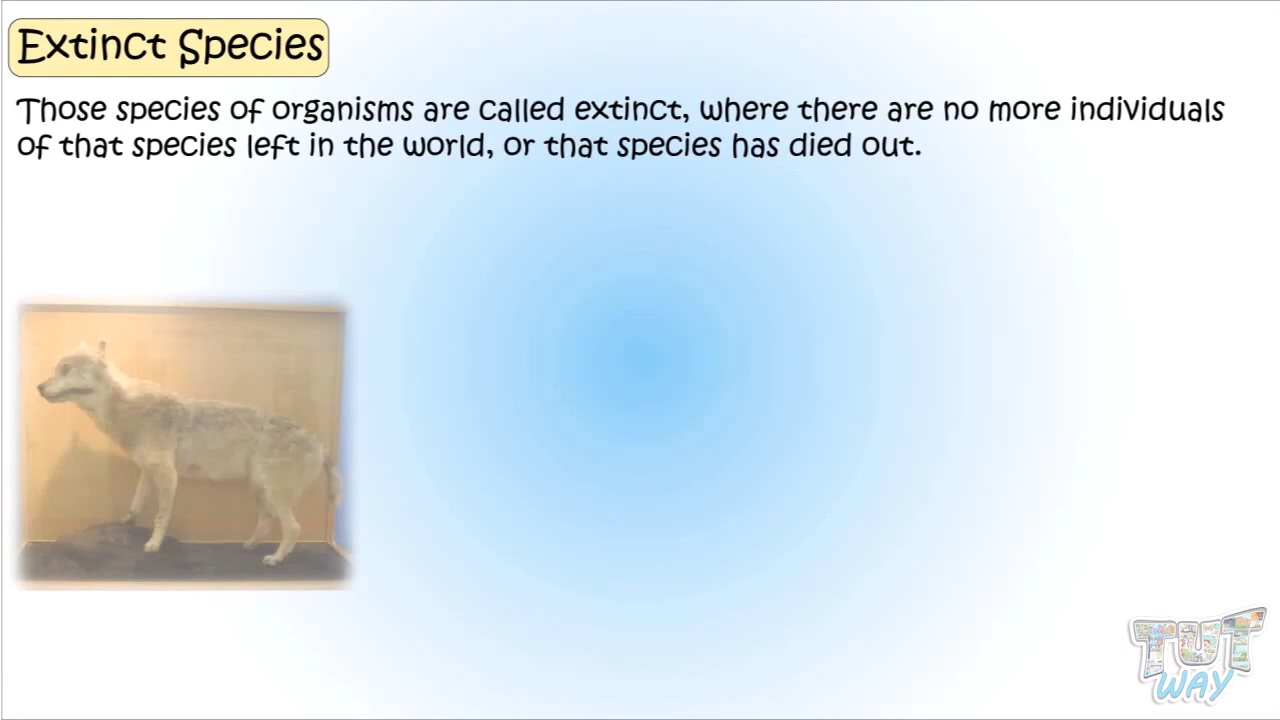 Extinct Species
Those species of organisms are called extinct, where there are no more individuals
of that species left in the world, or that species has died out.
TUT
WAY